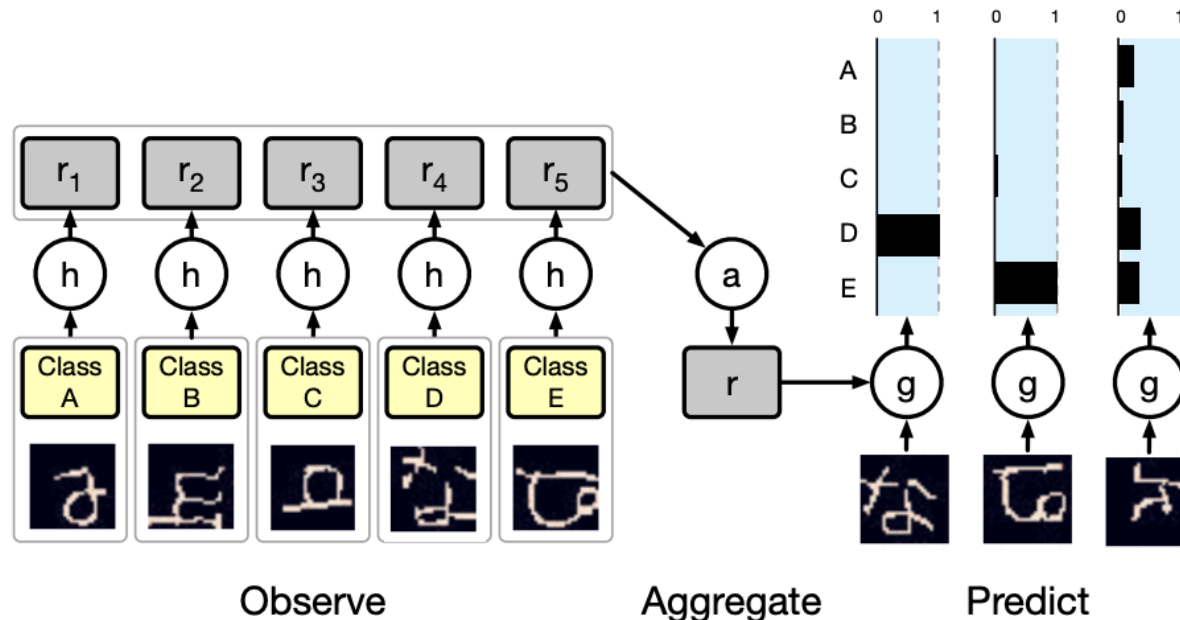 0 1 0 1 0 1
A
B
C
D
E
r1 r2 r3 r4 r5
h h h h h a
Class A Class B Class C Class D Class E
r
g g g
Observe Aggregate Predict